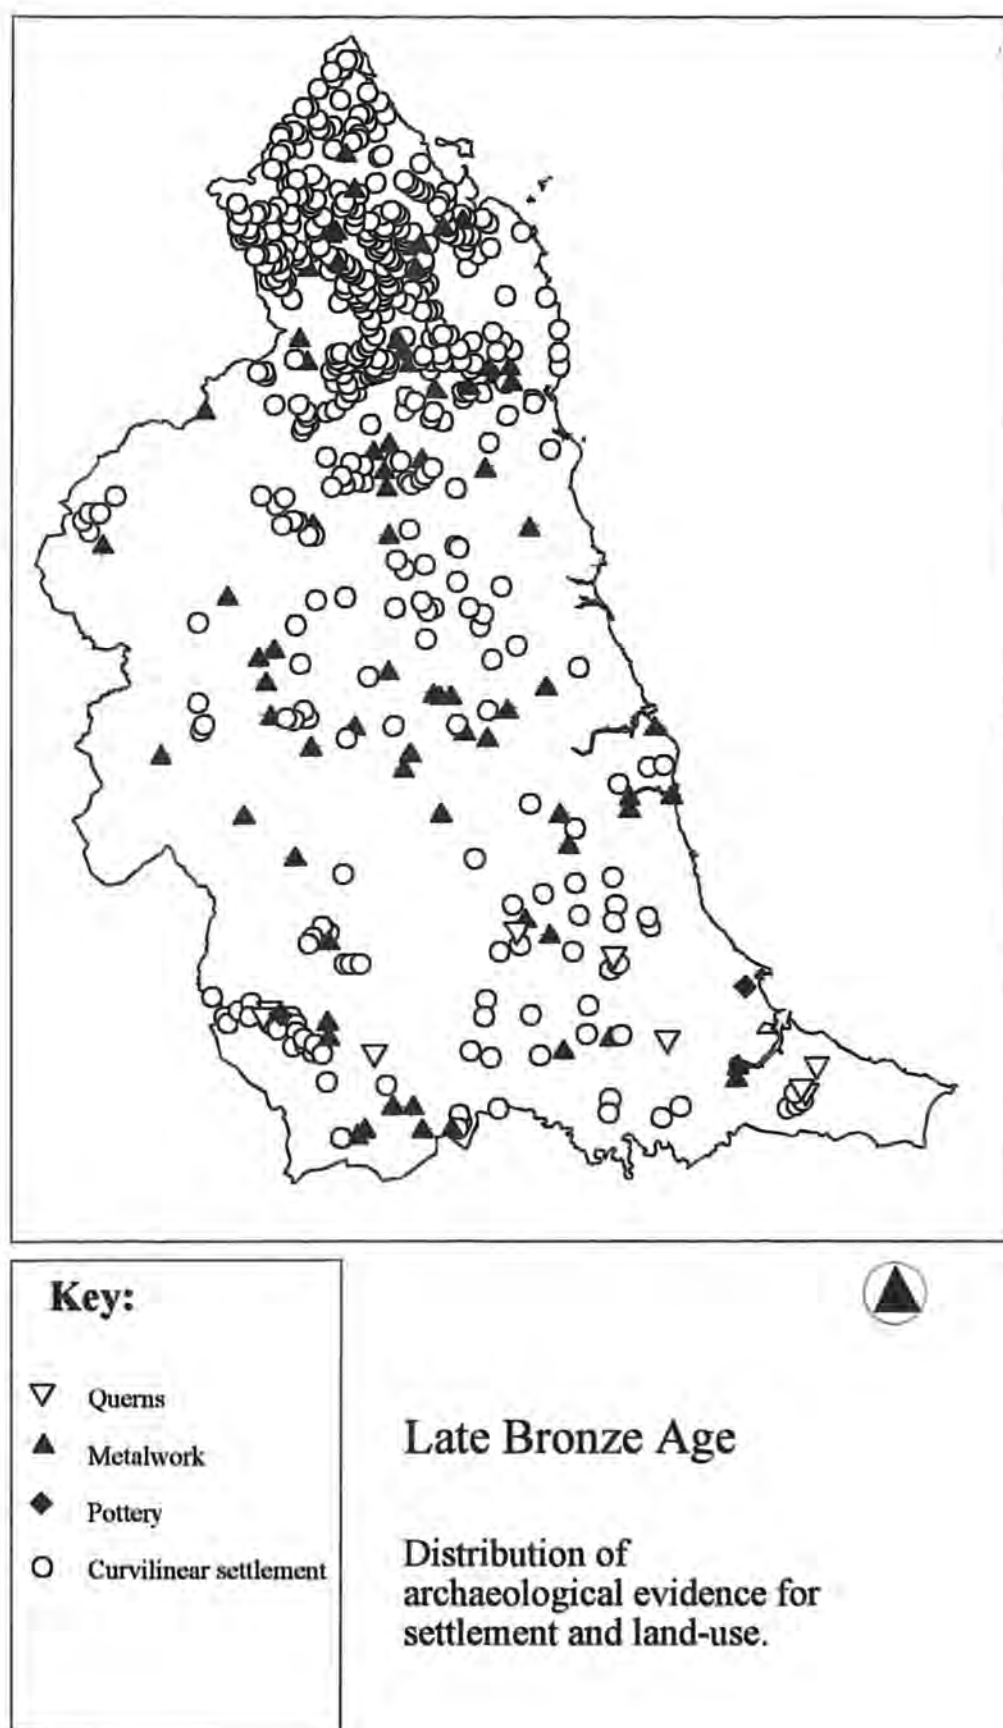 Key:
Querns
Metalwork
Pottery
Curvilinear settlement
Late Bronze Age
Distribution of
archaeological evidence for
settlement and land-use.